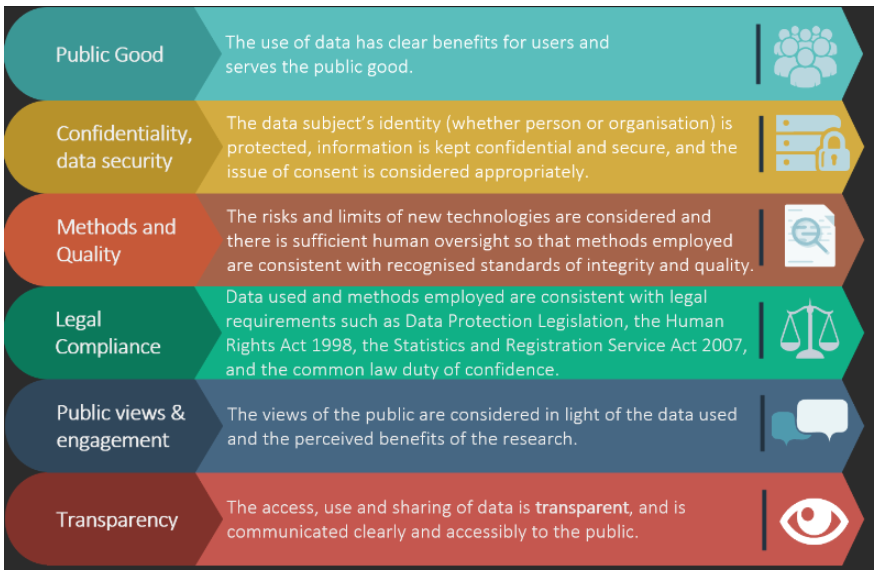 Public Good
The use of data has clear benefits for users and
serves the public good.
Confidentiality,
data security
The data subject's identity (whether person or organisation) is
protected, information is kept confidential and secure, and the
issue of consent is considered appropriately.
Methods and
Quality
The risks and limits of new technologies are considered and
there is sufficient human oversight so that methods employed
are consistent with recognised standards of integrity and quality.
Legal
Compliance
Data used and methods employed are consistent with legal
requirements such as Data Protection Legislation, the Human
Rights Act 1998, the Statistics and Registration Service Act 2007,
and the common law duty of confidence.
Public views &
engagement
The views of the public are considered in light of the data used
and the perceived benefits of the research.
Transparency
The access, use and sharing of data is transparent, and is
communicated clearly and accessibly to the public.